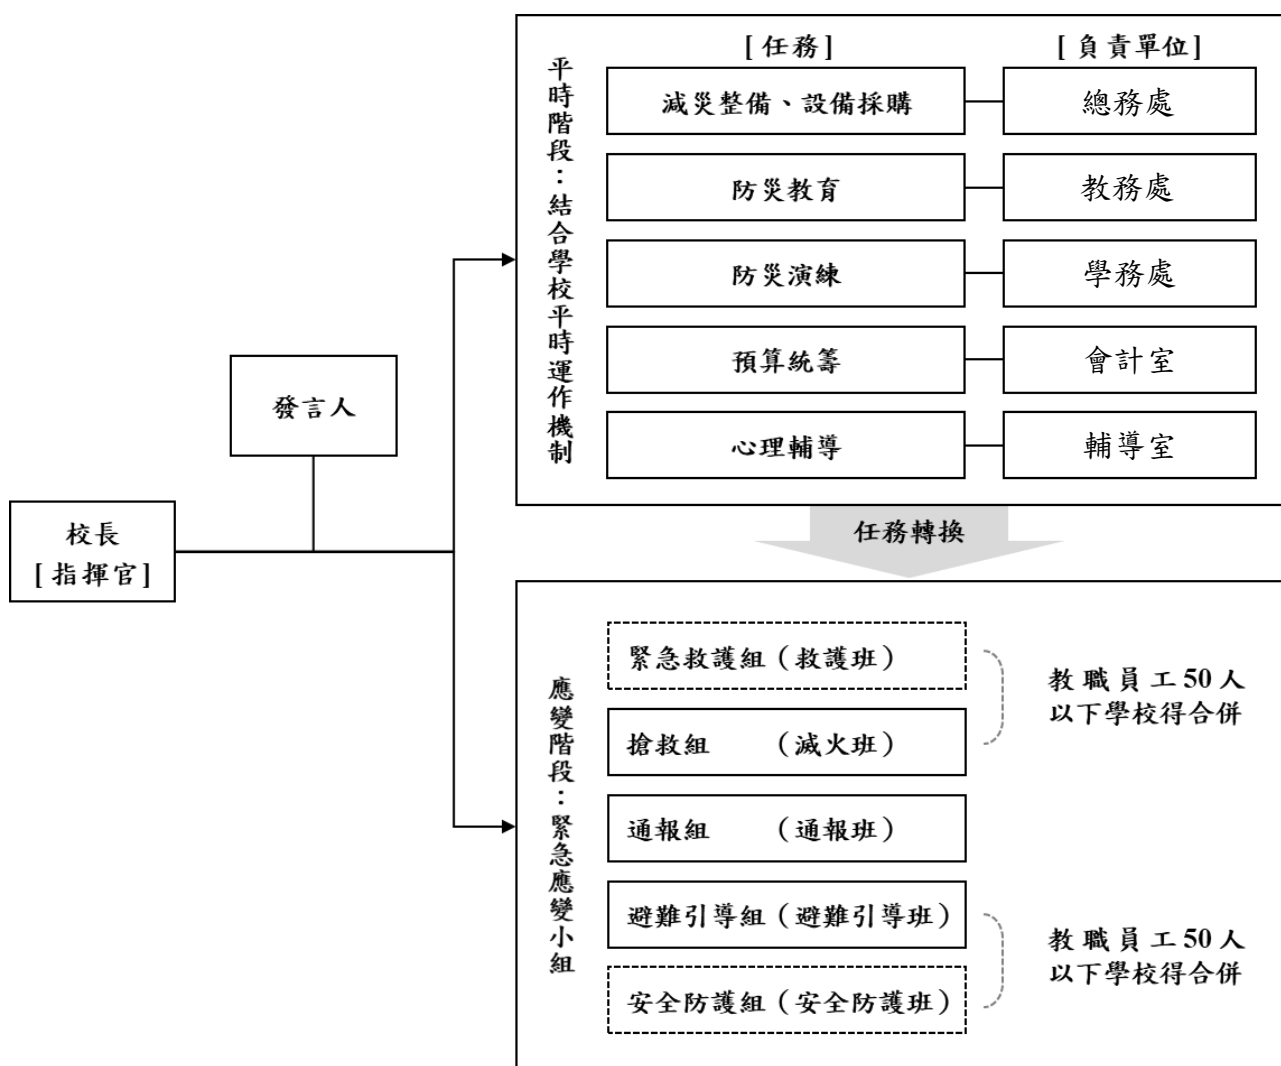 [任務]
[負責單位]
平時階段：結合學校平時運作機制
減災整備、設備採購
總務處
防災教育
教務處
防災演練
學務處
預算統籌
會計室
心理輔導
輔導室
發言人
校長
[指揮官]
任務轉換
應變階段：緊急應變小組
緊急救護組（救護班）
搶救組　　（滅火班）
教職員工50人
以下學校得合併
通報組　　（通報班）
避難引導組（避難引導班）
安全防護組（安全防護班）
教職員工50人
以下學校得合併